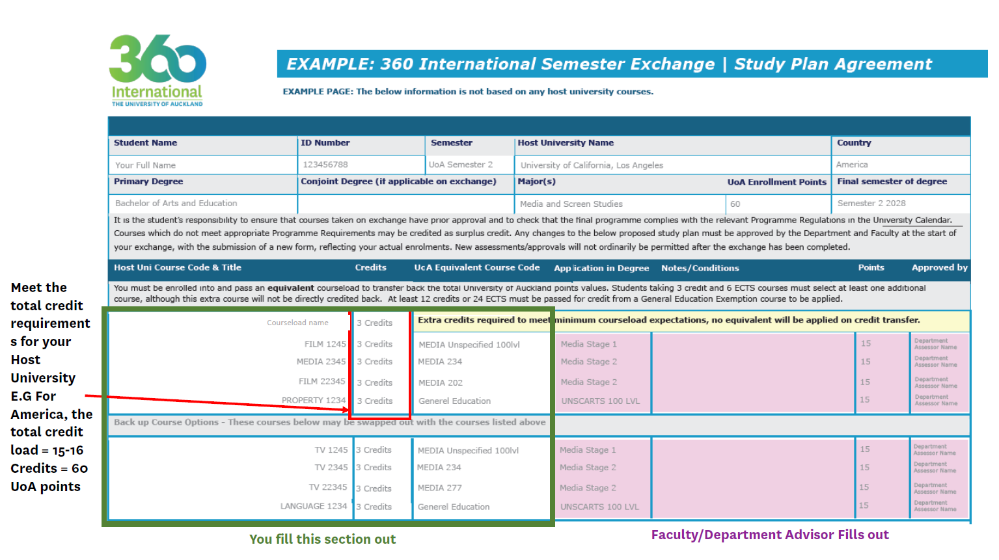 360
International
THE UNIVERSITY OF AUCKLAND
EXAMPLE: 360 International Semester Exchange | Study Plan Agreement
EXAMPLE PAGE: The below information is not based on any host university courses.
Student Name ID Number Semester Host University Name Country
Your Full Name 123456788 UoA Semester 2 University of California, Los Angeles America
Primary Degree Conjoint Degree (if applicable on exchange) Major(s) UoA Enrollment Points Final semester of degree
Bachelor of Arts and Education Media and Screen Studies 60 Semester 2 2028
It is the student's responsibility to ensure that courses taken on exchange have prior approval and to check that the final programme complies with the relevant Programme Regulations in the University Calendar.
Courses which do not meet appropriate Programme Requirements may be credited as surplus credit. Any changes to the below proposed study plan must be approved by the Department and Faculty at the start of
your exchange, with the submission of a new form, reflecting your actual enrolments. New assessments/approvals will not ordinarily be permitted after the exchange has been completed.
Host Uni Course Code & Title Credits UcA Equivalent Course Code Application in Degree Notes/Conditions Points Approved by
You must be enrolled into and pass an equivalent courseload to transfer back the total University of Auckland points values. Students taking 3 credit and 6 ECTS courses must select at least one additional
course, although this extra course will not be directly credited back. At least 12 credits or 24 ECTS must be passed for credit from a General Education Exemption course to be applied.
Courseload name 3 Credits Extra credits required to meet minimum courseload expectations, no equivalent will be applied on credit transfer.
FILM 1245 3 Credits MEDIA Unspecified 100lvl Media Stage 1 15 Department Assessor Name
MEDIA 2345 3 Credits MEDIA 234 Media Stage 2 15 Department Assessor Name
FILM 22345 3 Credits MEDIA 202 Media Stage 2 15 Department Assessor Name
PROPERTY 1234 3 Credits Generel Education UNSCARTS 100 LVL 15 Department Assessor Name
Back up Course Options - These courses below may be swapped out with the courses listed above
TV 1245 3 Credits MEDIA Unspecified 100lvl Media Stage 1 15 Department Assessor Name
TV 2345 3 Credits MEDIA 234 Media Stage 2 15 Department Assessor Name
TV 22345 3 Credits MEDIA 277 Media Stage 2 15 Department Assessor Name
LANGUAGE 1234 3 Credits Generel Education UNSCARTS 100 LVL 15 Department Assessor Name
Meet the
total credit
requirement
s for your
Host
University
E.G For
America, the
total credit
load = 15-16
Credits = 60
UoA points
You fill this section out
Faculty/Department Advisor Fills out